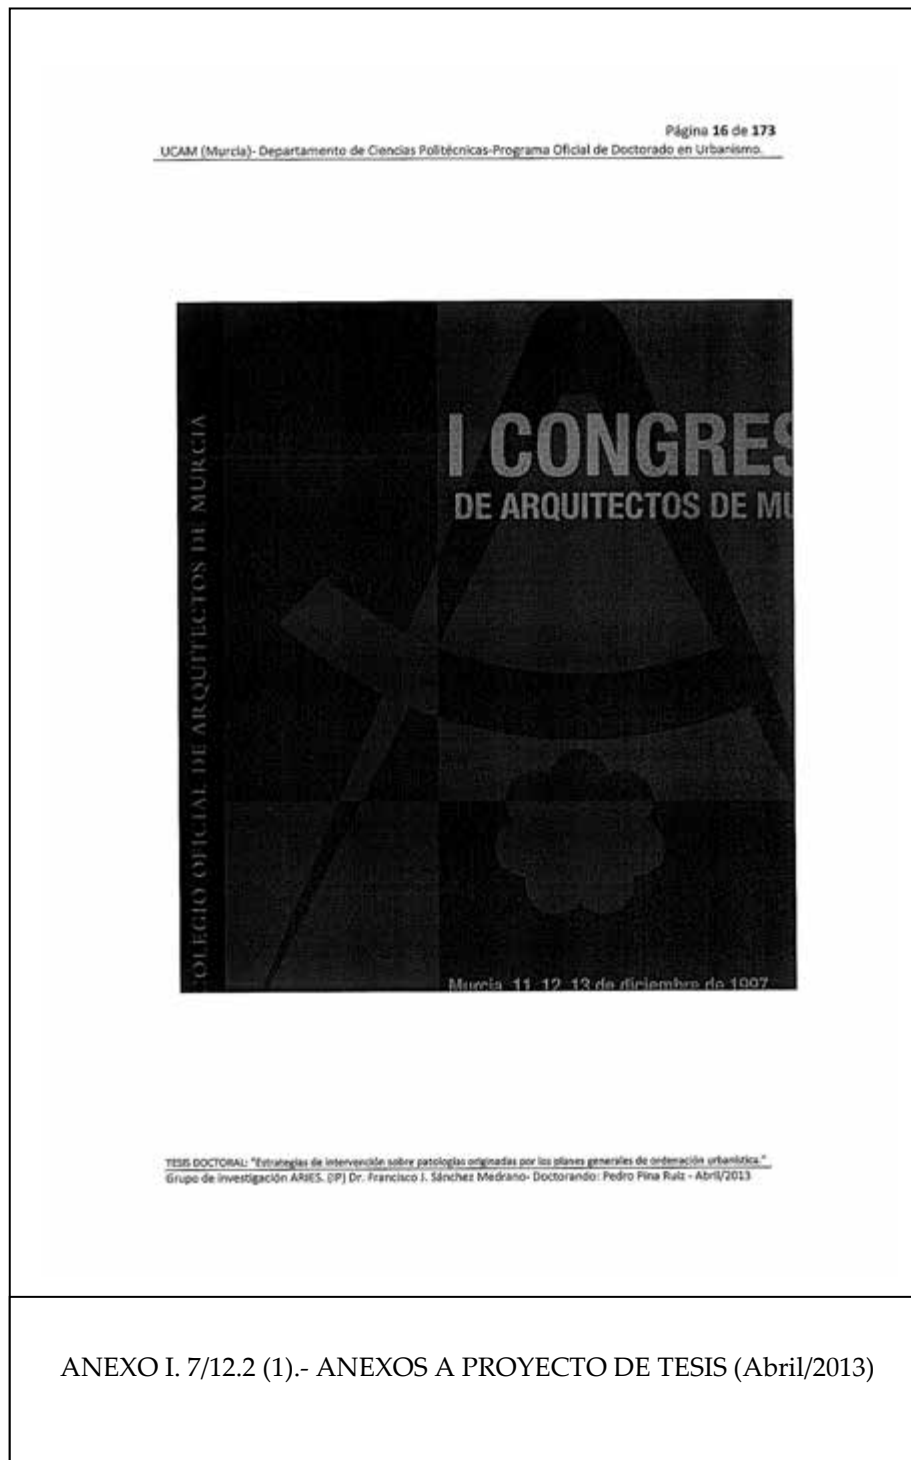 Página 16 de 173
UCAM (Murcia)- Departamento de Ciencias Politécnicas-Programa Oficial de Doctorado en Urbanismo.
COLEGIO OFICIAL DE ARQUITECTOS DE MURCIA
I CONGRES
DE ARQUITECTOS DE MU
Murcia, 11, 12, 13 de diciembre de 1997
TESIS DOCTORAL: "Estrategias de intervención sobre patologías originadas por los planes generales de ordenación urbanística."
Grupo de investigación ARIES. (IP) Dr. Francisco J. Sánchez Medrano- Doctorando: Pedro Pina Ruiz - Abril/2013
ANEXO I. 7/12.2 (1).- ANEXOS A PROYECTO DE TESIS (Abril/2013)